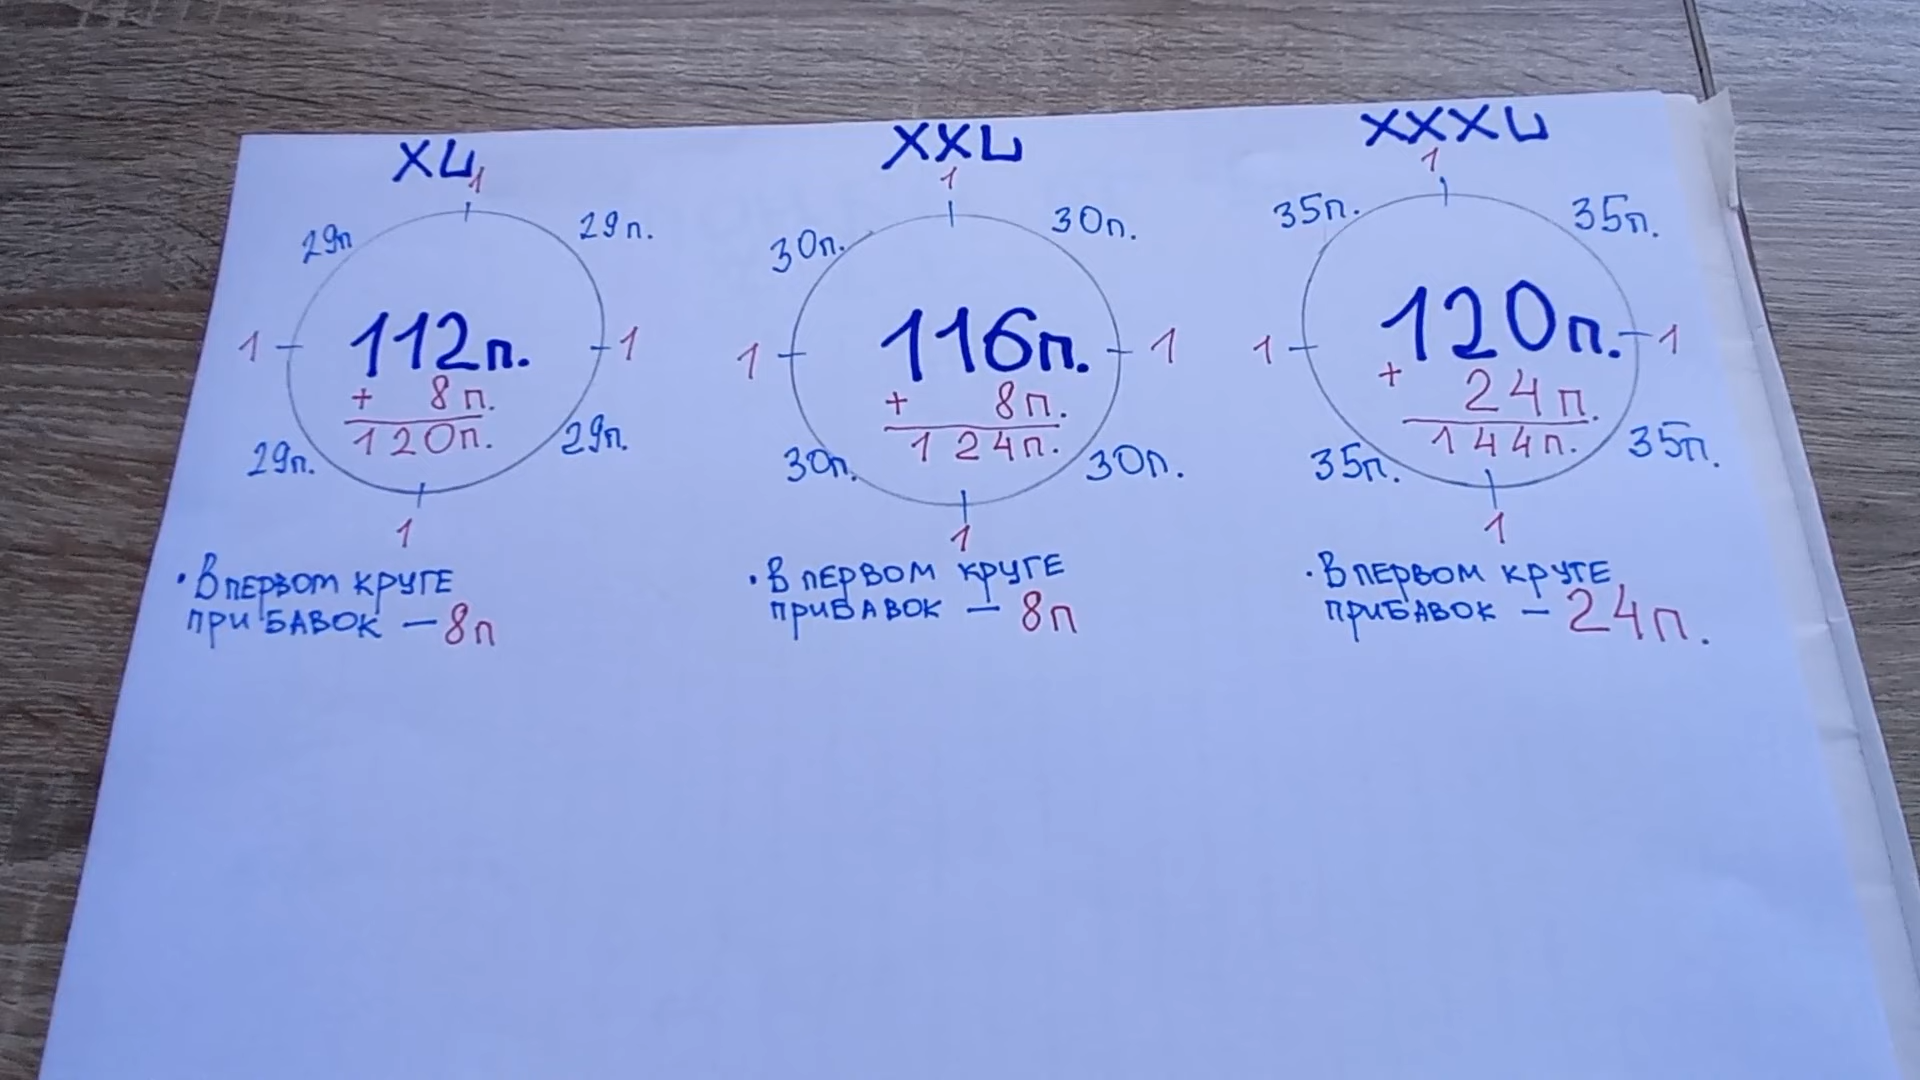 XL
1
29п
29п.
1
112п.
1
+ 8п.
120п.
29п.
29п.
1
• В первом круге
прибавок – 8п
XXL
1
30п.
30п.
1
116п.
1
+ 8п.
124п.
30п.
30п.
1
• В первом круге
прибавок – 8п
XXXL
1
35п.
35п.
1
120п.
1
+ 24п.
144п.
35п.
35п.
1
• В первом круге
прибавок – 24п.